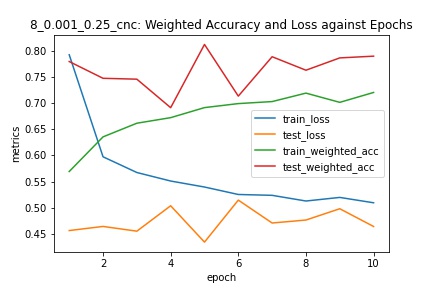 8_0.001_0.25_cnc: Weighted Accuracy and Loss against Epochs
metrics
0.80
0.75
0.70
0.65
0.60
0.55
0.50
0.45
train_loss
test_loss
train_weighted_acc
test_weighted_acc
2
4
6
8
10
epoch